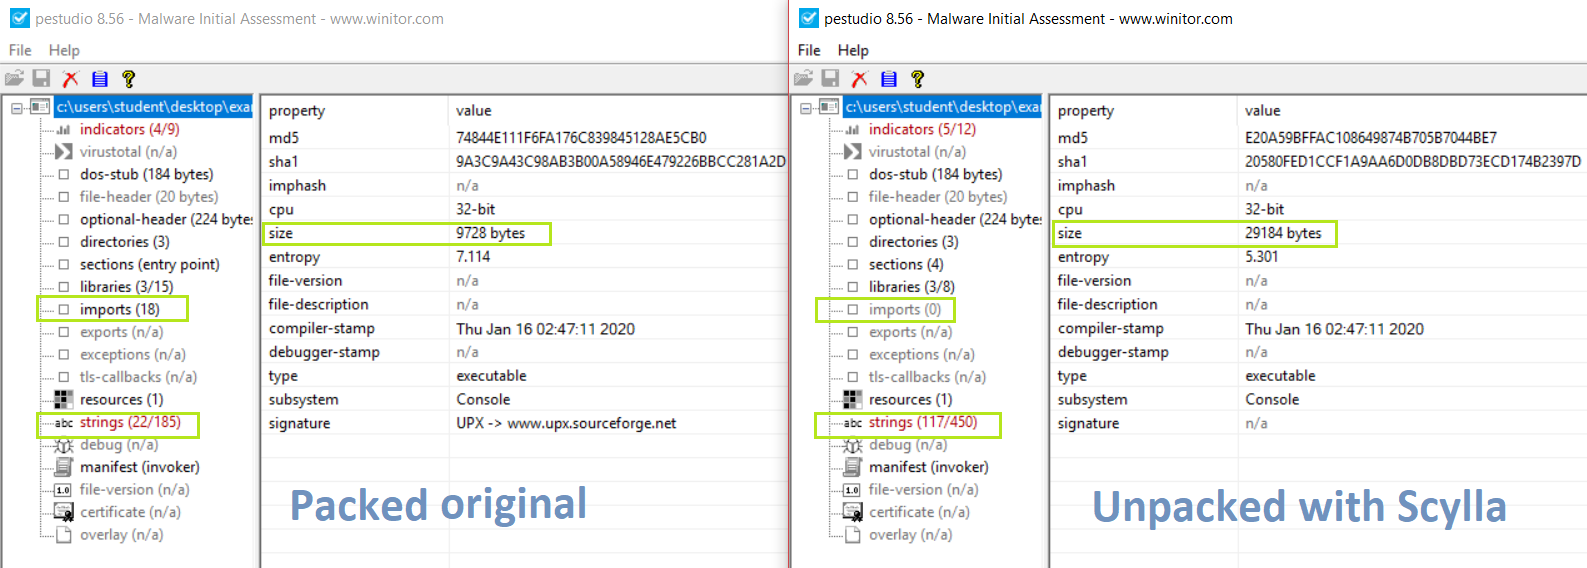 pestudio 8.56 - Malware Initial Assessment - www.winitor.com
File Help
c:\users\student\desktop\exa
indicators (4/9)
virustotal (n/a)
dos-stub (184 bytes)
file-header (20 bytes)
optional-header (224 bytes
directories (3)
sections (entry point)
libraries (3/15)
imports (18)
exports (n/a)
exceptions (n/a)
tls-callbacks (n/a)
resources (1)
abc strings (22/185)
debug (n/a)
manifest (invoker)
1.0 file-version (n/a)
certificate (n/a)
overlay (n/a)
property value
md5 74844E111F6FA176C839845128AE5CB0
sha1 9A3C9A43C98AB3B00A58946E479226BBCC281A2D
imphash n/a
cpu 32-bit
size 9728 bytes
entropy 7.114
file-version n/a
file-description n/a
compiler-stamp Thu Jan 16 02:47:11 2020
debugger-stamp n/a
type executable
subsystem Console
signature UPX -> www.upx.sourceforge.net
Packed original
pestudio 8.56 - Malware Initial Assessment - www.winitor.com
File Help
c:\users\student\desktop\exa
indicators (5/12)
virustotal (n/a)
dos-stub (184 bytes)
file-header (20 bytes)
optional-header (224 bytes
directories (3)
sections (4)
libraries (3/8)
imports (0)
exports (n/a)
exceptions (n/a)
tls-callbacks (n/a)
resources (1)
abc strings (117/450)
debug (n/a)
manifest (invoker)
1.0 file-version (n/a)
certificate (n/a)
overlay (n/a)
property value
md5 E20A59BFFAC108649874B705B7044BE7
sha1 20580FED1CCF1A9AA6D0DB8DBD73ECD174B2397D
imphash n/a
cpu 32-bit
size 29184 bytes
entropy 5.301
file-version n/a
file-description n/a
compiler-stamp Thu Jan 16 02:47:11 2020
debugger-stamp n/a
type executable
subsystem Console
signature n/a
Unpacked with Scylla